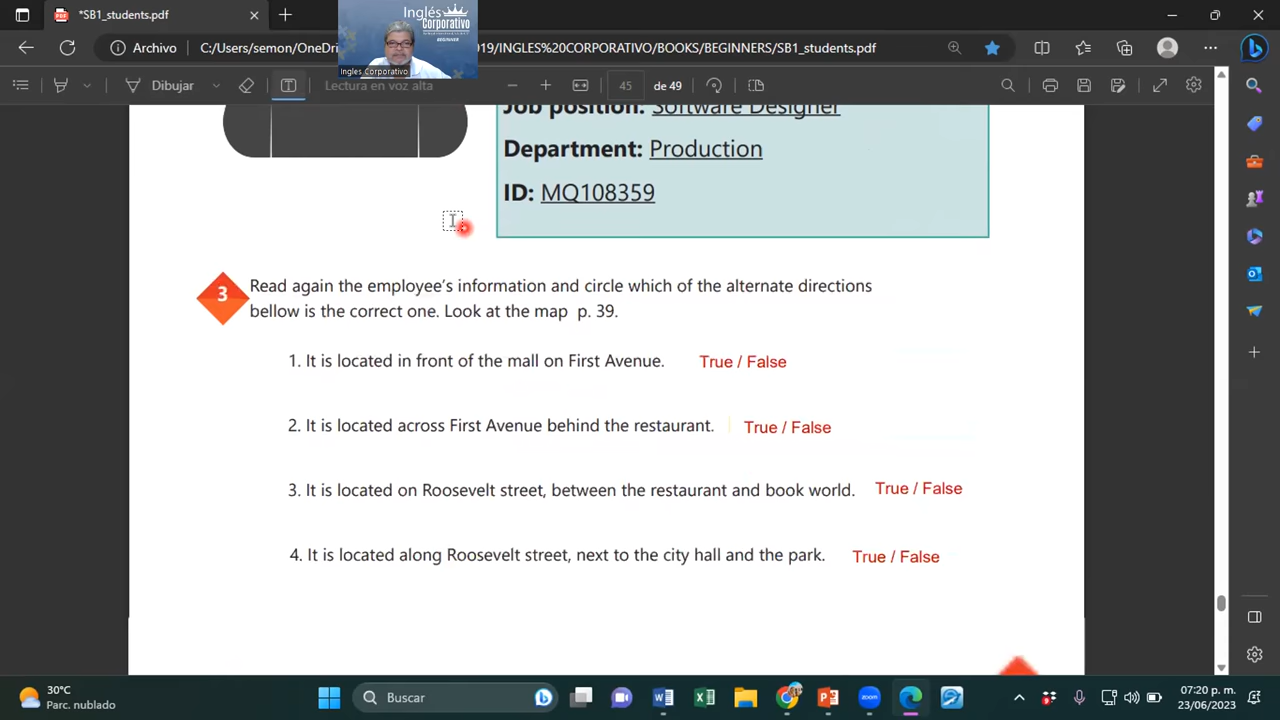 *SB1_students.pdf
Inglés
Corporativo
BEGINNER
Ingles Corporativo
Archivo
C:/Users/semon/OneDri
019/INGLES%20CORPORATIVO/BOOKS/BEGINNERS/SB1_students.pdf
Dibujar
Lectura en voz alta
45
de 49
Job position: Software Designer
Department: Production
ID: MQ108359
3
Read again the employee's information and circle which of the alternate directions
bellow is the correct one. Look at the map p. 39.
1. It is located in front of the mall on First Avenue. True / False
2. It is located across First Avenue behind the restaurant. True / False
3. It is located on Roosevelt street, between the restaurant and book world. True / False
4. It is located along Roosevelt street, next to the city hall and the park. True / False
30°C
Parc. nublado
Buscar
07:20 p. m.
23/06/2023